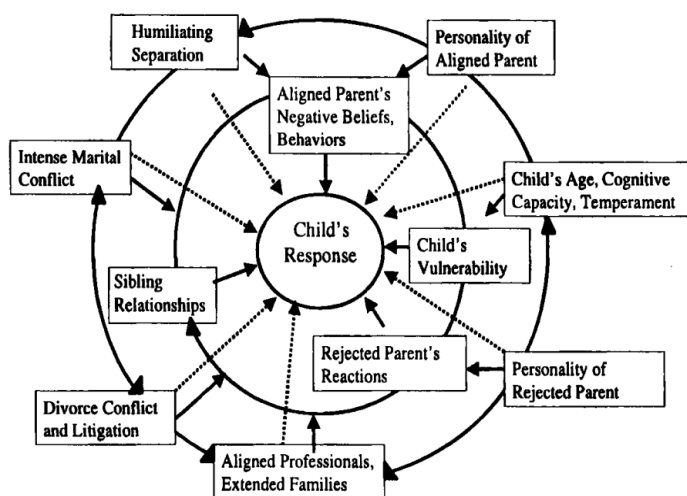 Humiliating
Separation
Personality of
Aligned Parent
Aligned Parent's
Negative Beliefs,
Behaviors
Intense Marital
Conflict
Child's Age, Cognitive
Capacity, Temperament
Child's
Response
Child's
Vulnerability
Sibling
Relationships
Rejected Parent's
Reactions
Personality
of Rejected Parent
Divorce Conflict
and Litigation
Aligned Professionals,
Extended Families